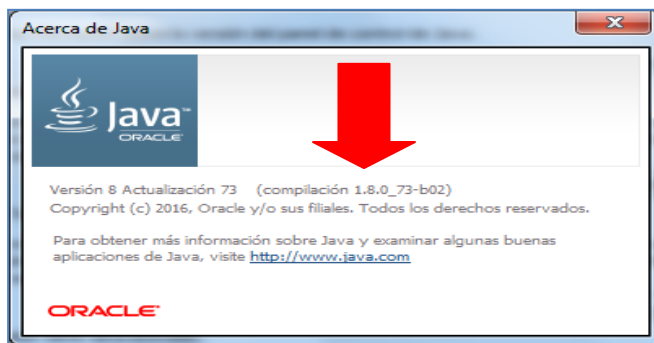 Acerca de Java
Java™
ORACLE
Versión 8 Actualización 73 (compilación 1.8.0_73-b02)
Copyright (c) 2016, Oracle y/o sus filiales. Todos los derechos reservados.
Para obtener más información sobre Java y examinar algunas buenas
aplicaciones de Java, visite http://www.java.com
ORACLE